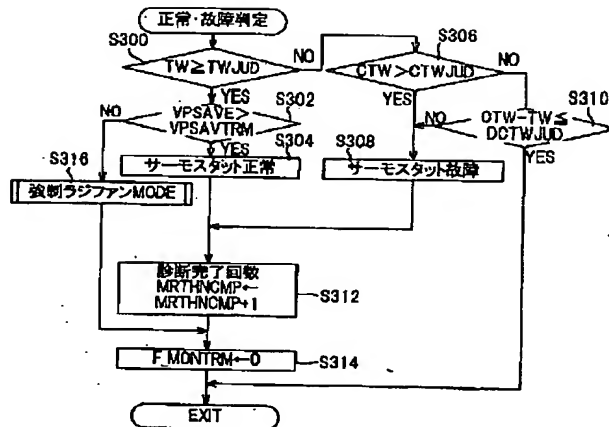 正常・故障判定
S300
TW≧TWJUD
NO
YES
S306
CTW>CTWJUD
NO
YES
S302
VPSAVE>
VPSAVTRM
NO
YES
S310
CTW-TW≦
DCTWJUD
NO
YES
S304
サーモスタット正常
S308
サーモスタット故障
S316
強制ラジファンMODE
診断完了回数
MRTHNCMP←
MRTHNCMP+1
S312
F_MONTRM←0
S314
EXIT